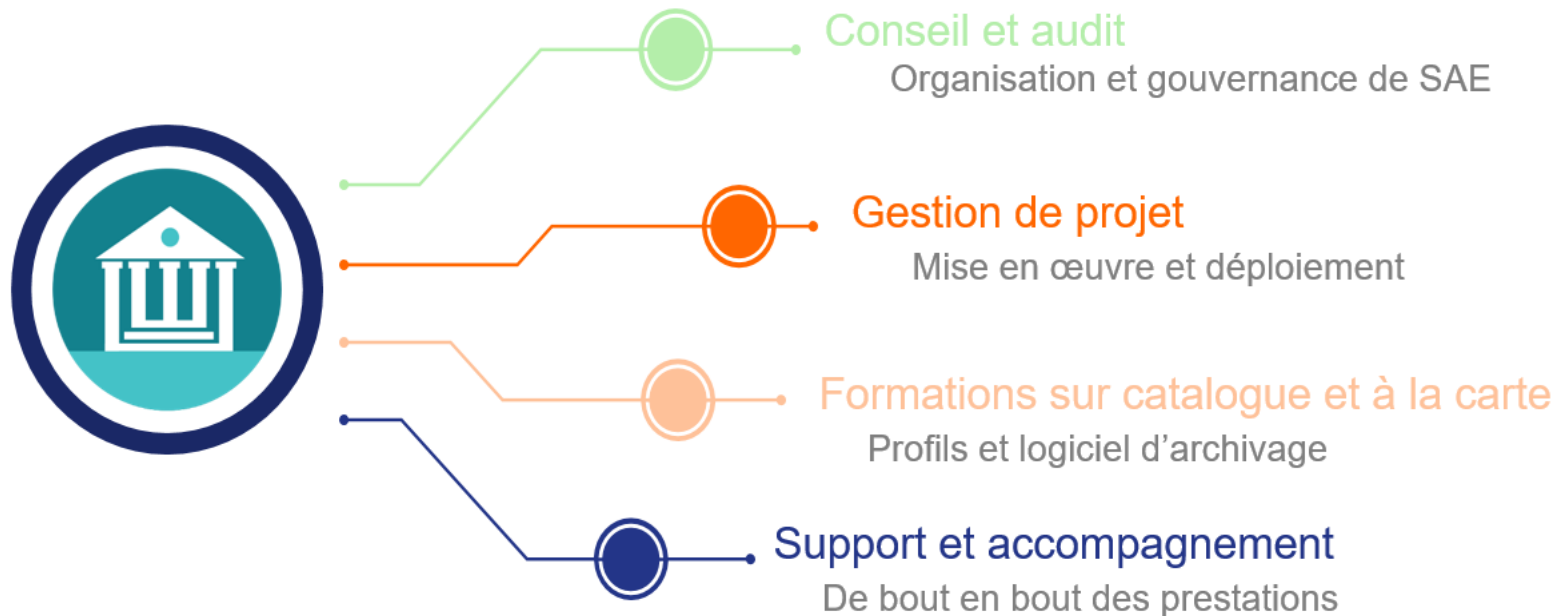 Conseil et audit
Organisation et gouvernance de SAE
Gestion de projet
Mise en œuvre et déploiement
Formations sur catalogue et à la carte
Profils et logiciel d’archivage
Support et accompagnement
De bout en bout des prestations